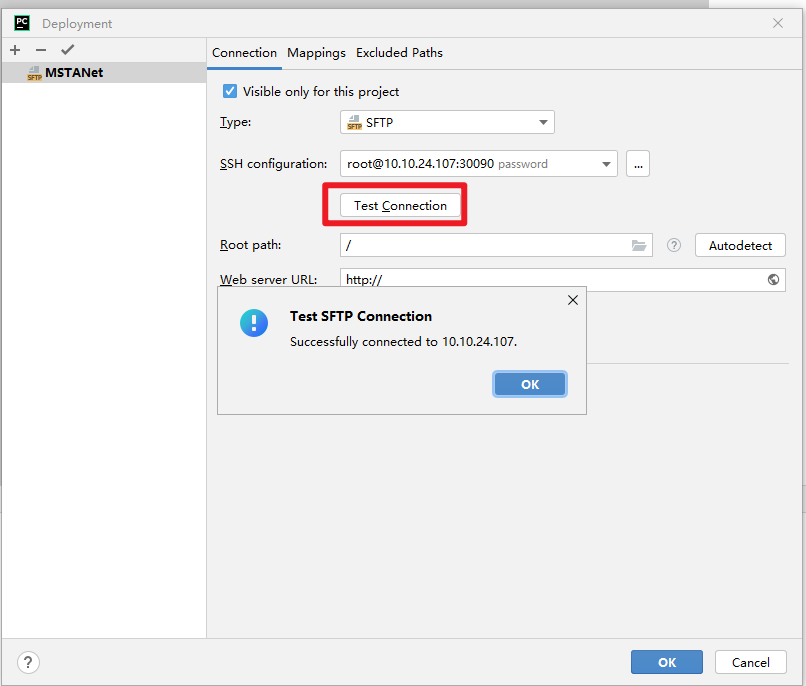 PC Deployment
MSTANet
SFTP
Connection Mappings Excluded Paths
Visible only for this project
Type: SFTP SFTP
SSH configuration: root@10.10.24.107:30090 password ...
Test Connection
Root path: / ? Autodetect
Web server URL: http://
Test SFTP Connection
Successfully connected to 10.10.24.107.
OK
? OK Cancel